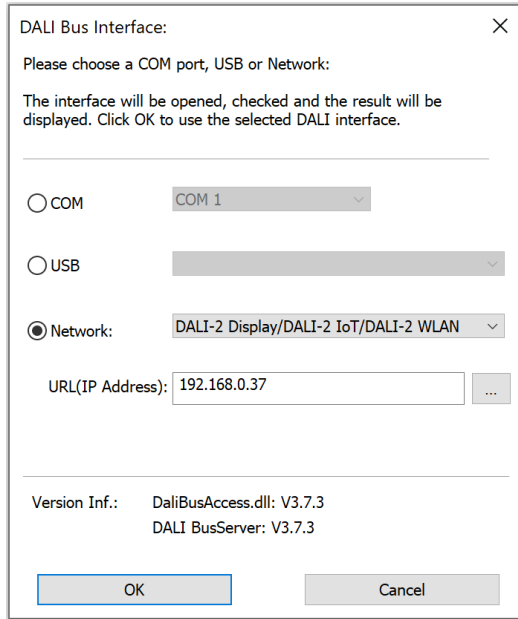 DALI Bus Interface:
Please choose a COM port, USB or Network:
The interface will be opened, checked and the result will be
displayed. Click OK to use the selected DALI interface.
COM
COM 1
USB
Network:
DALI-2 Display/DALI-2 IoT/DALI-2 WLAN
URL(IP Address):
192.168.0.37
...
Version Inf.:
DaliBusAccess.dll: V3.7.3
DALI BusServer: V3.7.3
OK
Cancel